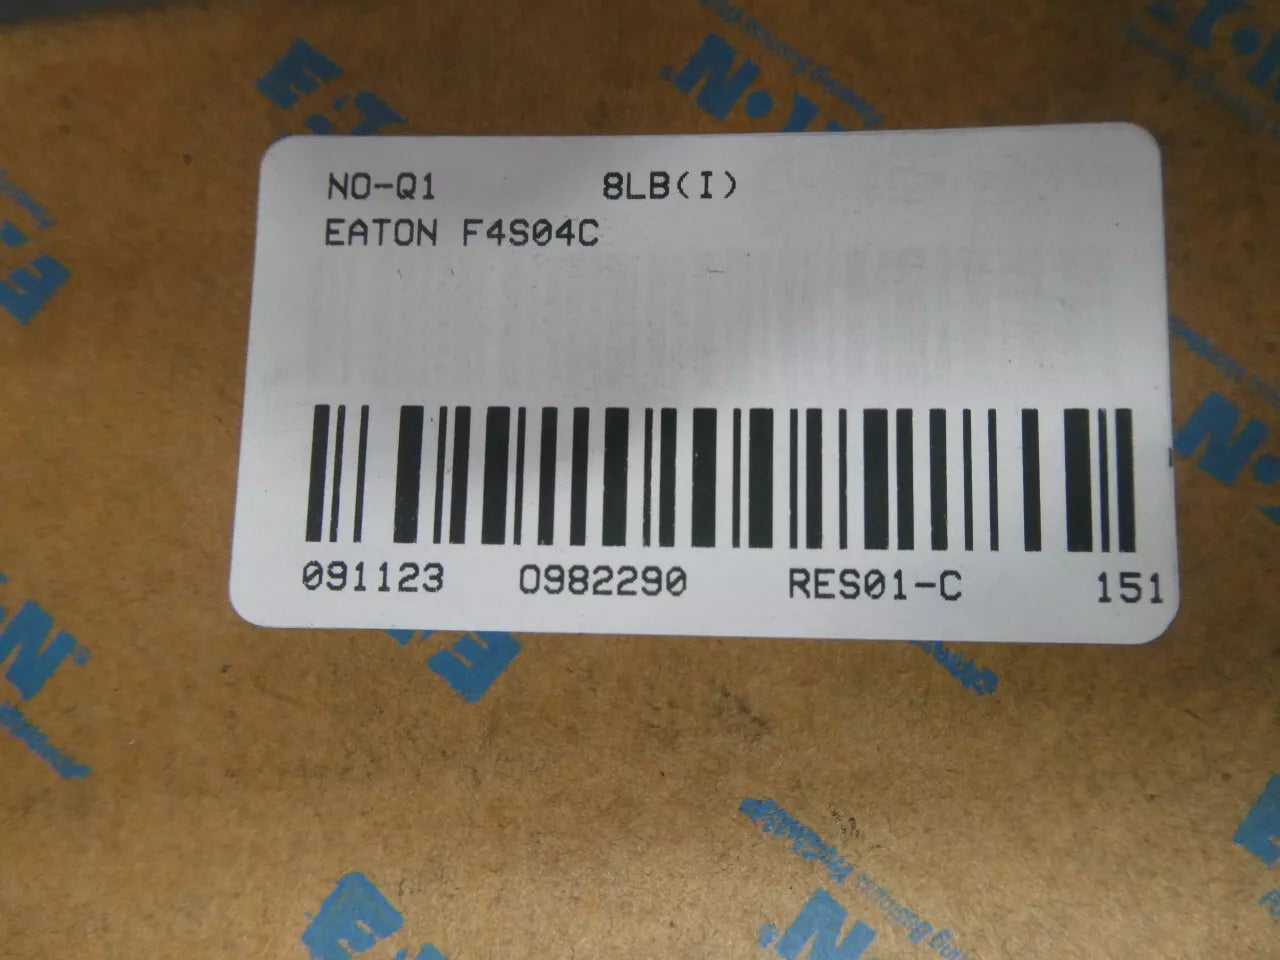 NO-Q1 8LB(I)
EATON F4S04C
091123 0982290 RES01-C 151